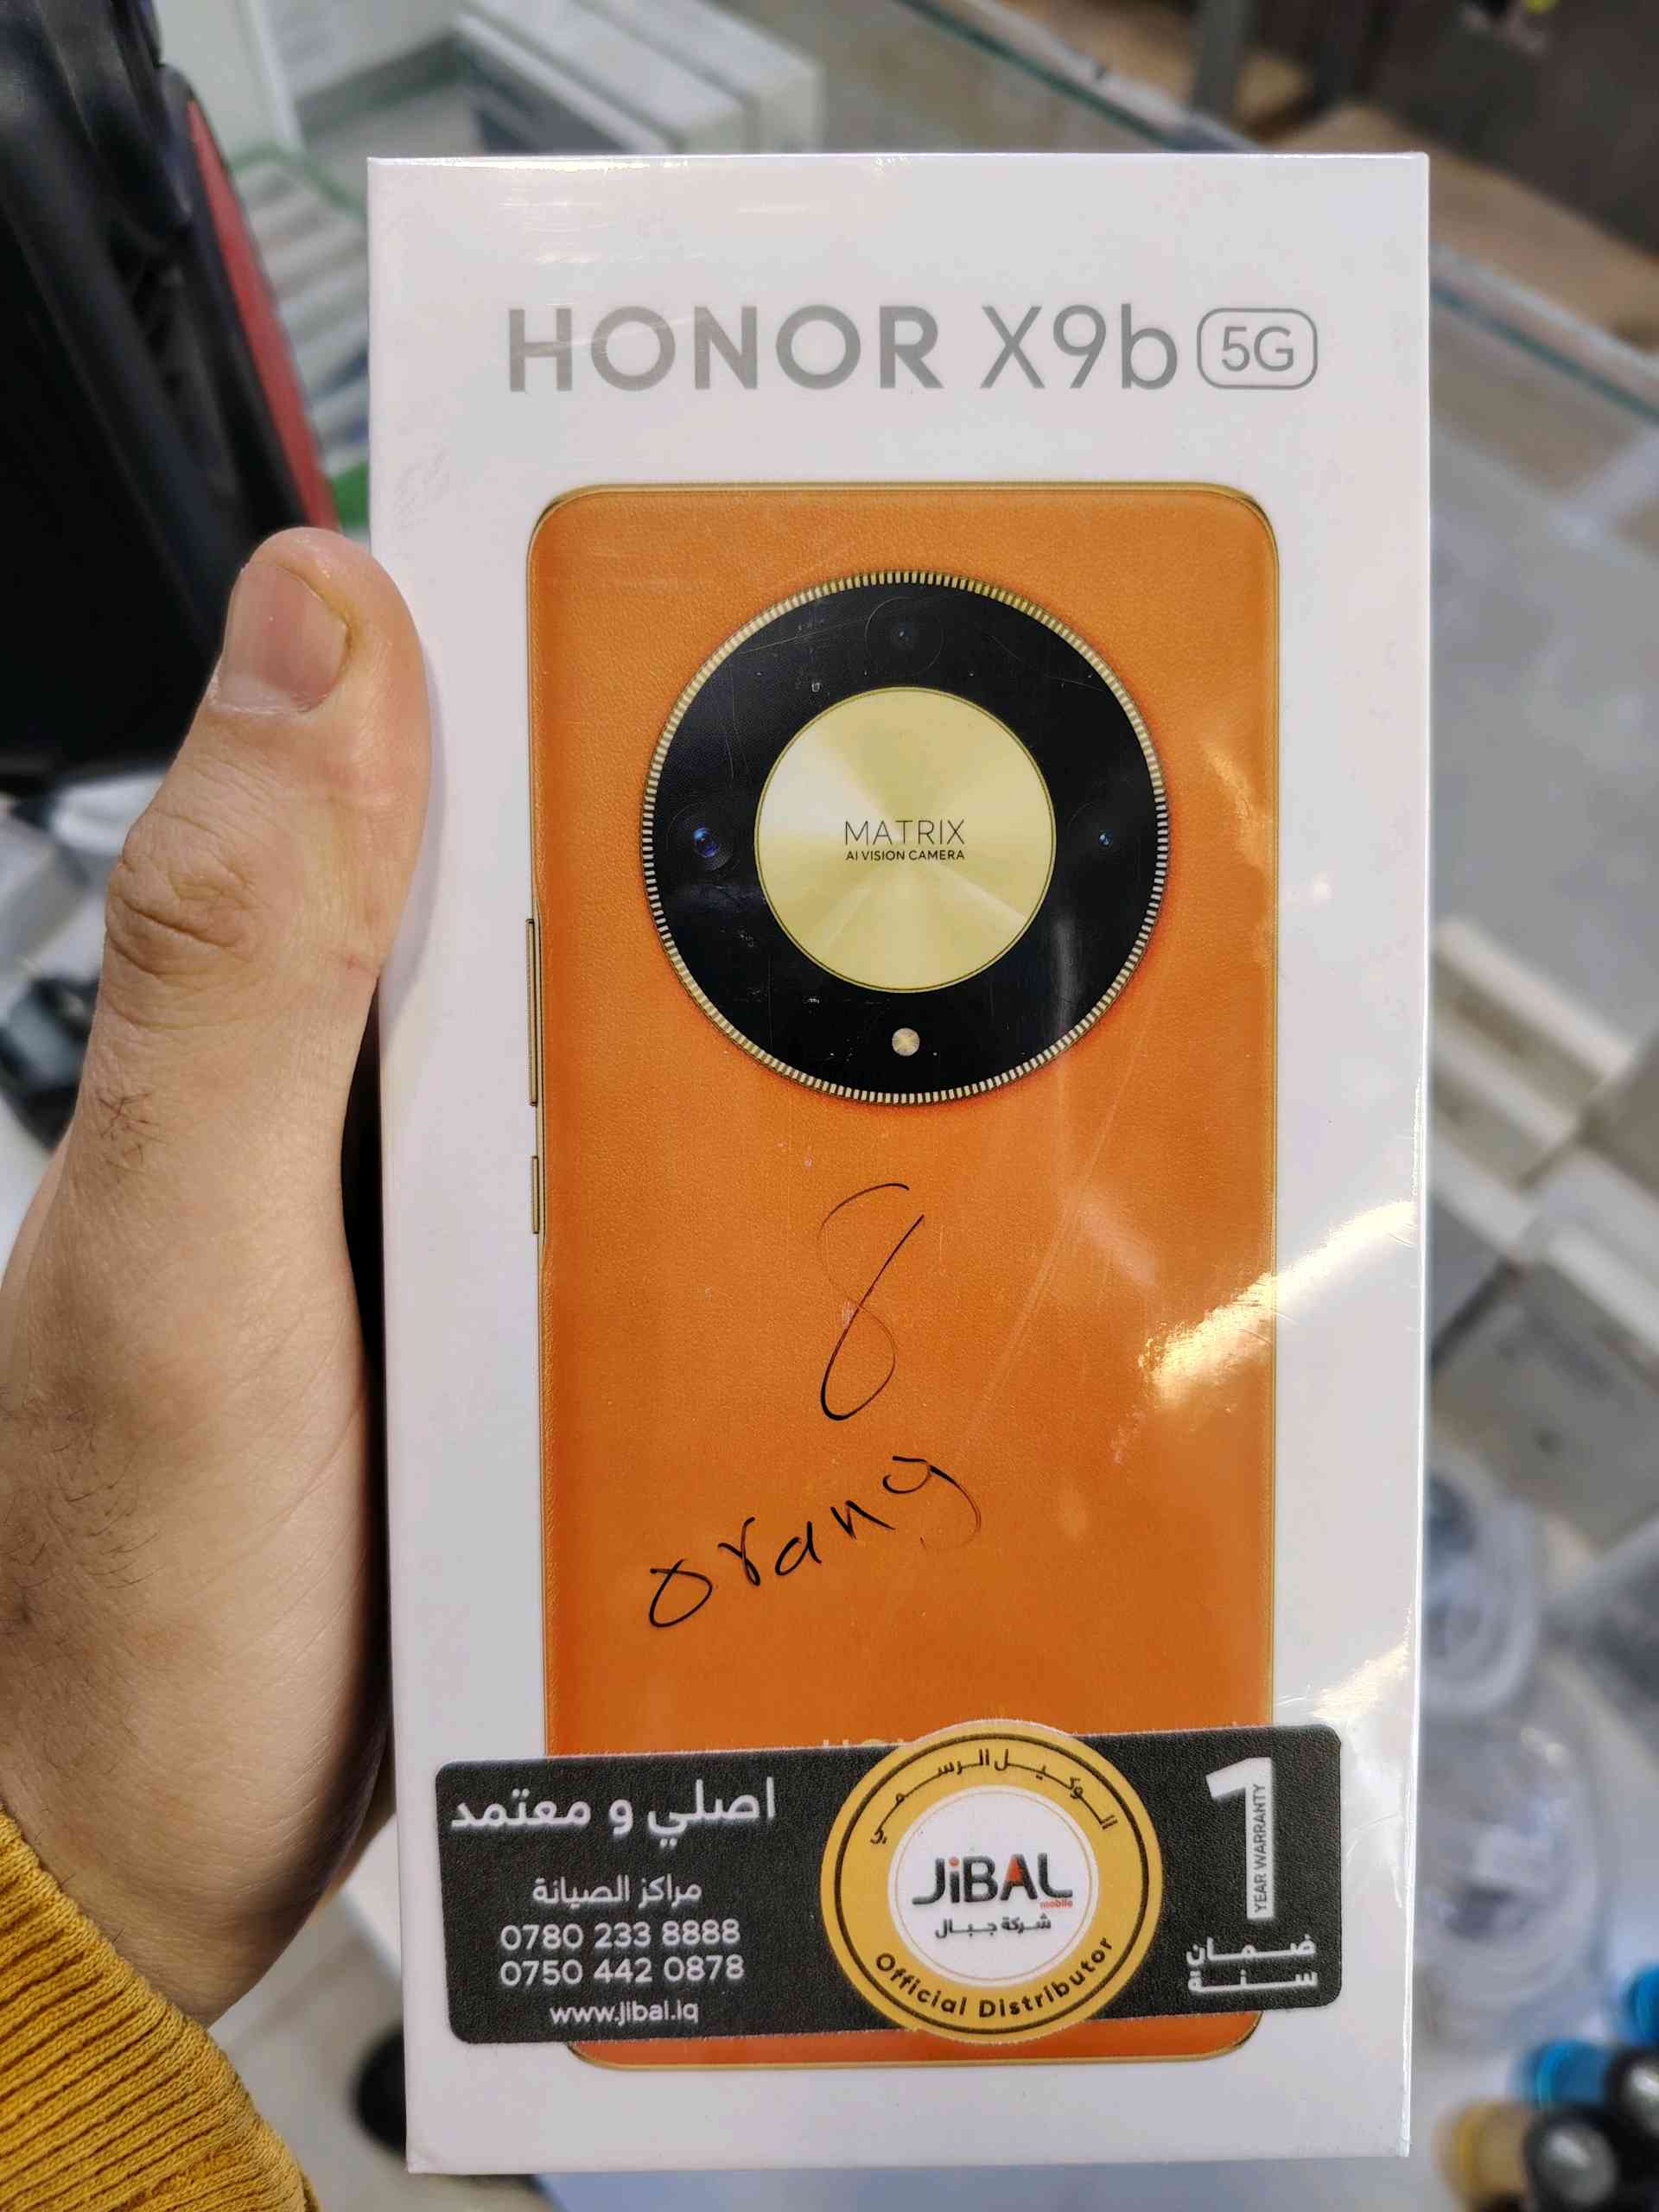 HONOR X9b 5G
MATRIX
AI VISION CAMERA
8
orang
اصلي و معتمد
مراكز الصيانة
0780 233 8888
0750 442 0878
www.Jibal.iq
الوكيل الرسمي
JiBAL
mobile
شركة جبال
Official Distributor
1
YEAR WARRANTY
ضمان
سنة